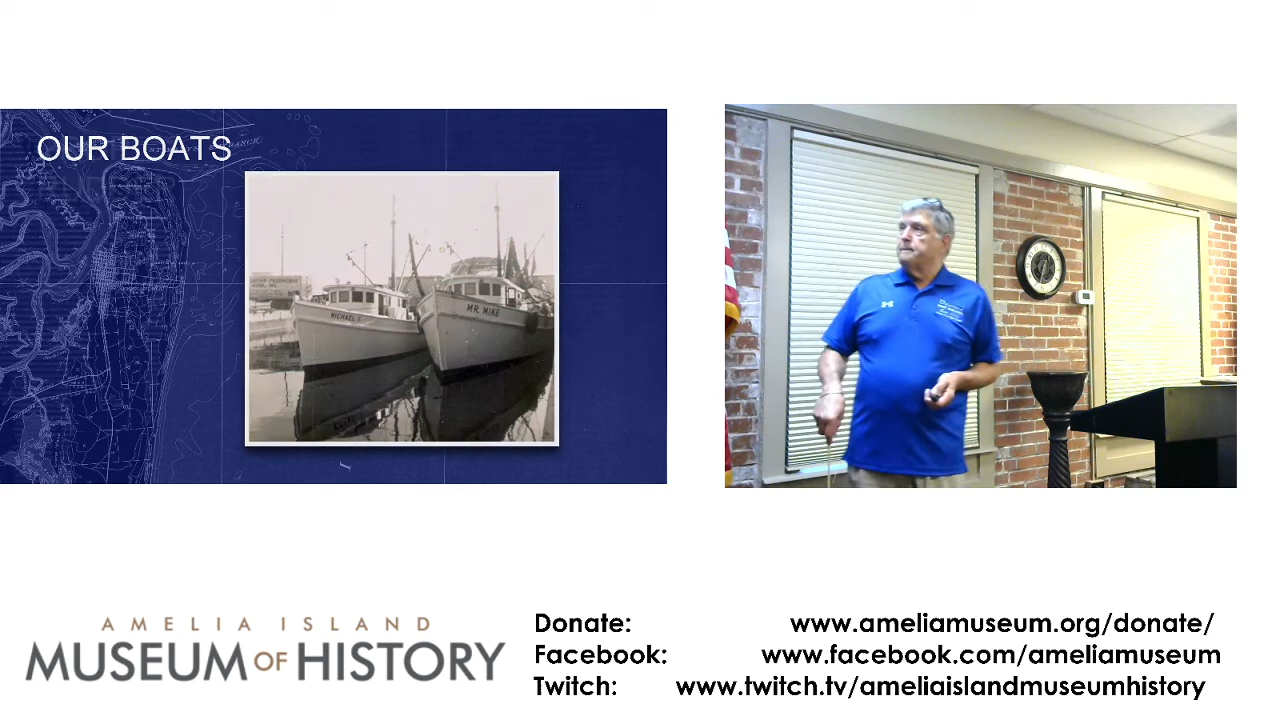 OUR BOATS
MICHAEL
MR. MIKE
AMELIA ISLAND
MUSEUM OF HISTORY
Donate: www.ameliamuseum.org/donate/
Facebook: www.facebook.com/ameliamuseum
Twitch: www.twitch.tv/ameliaislandmuseumhistory